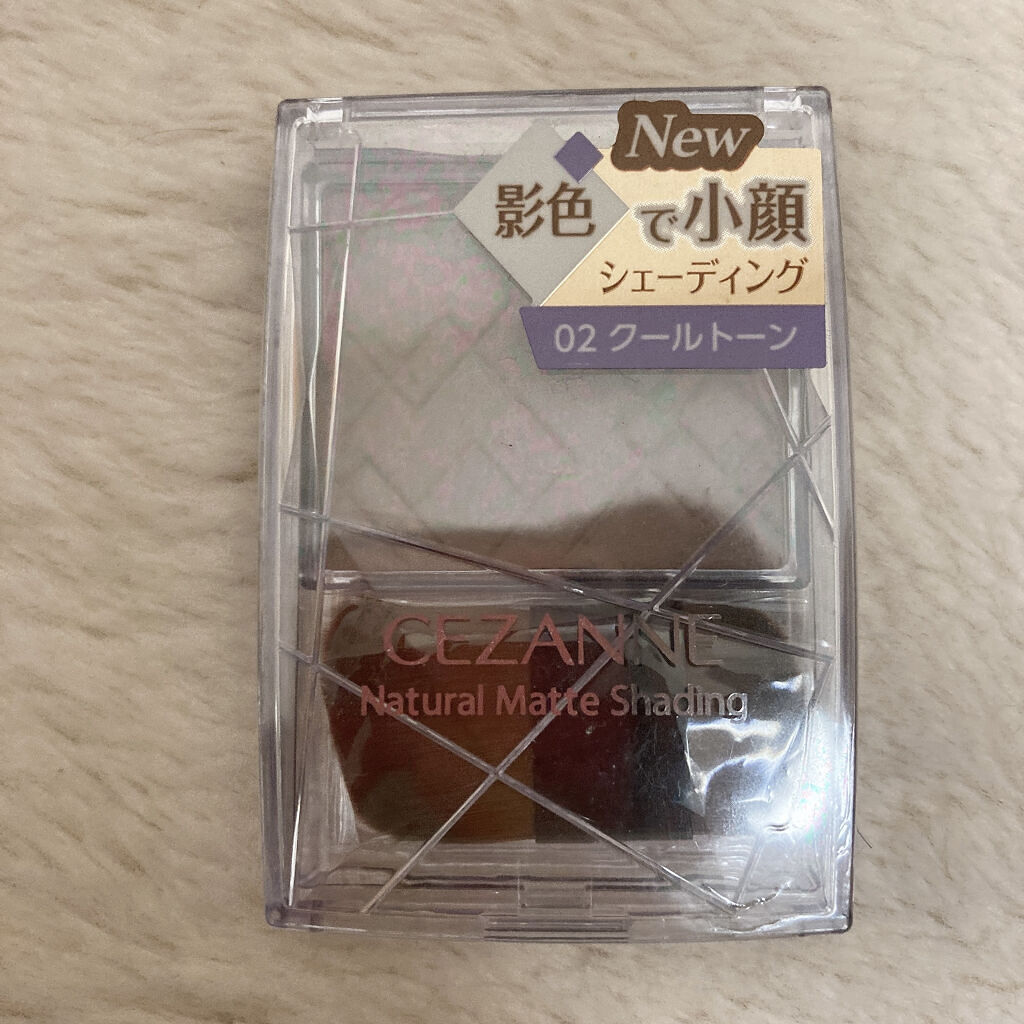 New
影色で小顔
シェーディング
02 クールトーン
CEZANNE
Natural Matte Shading